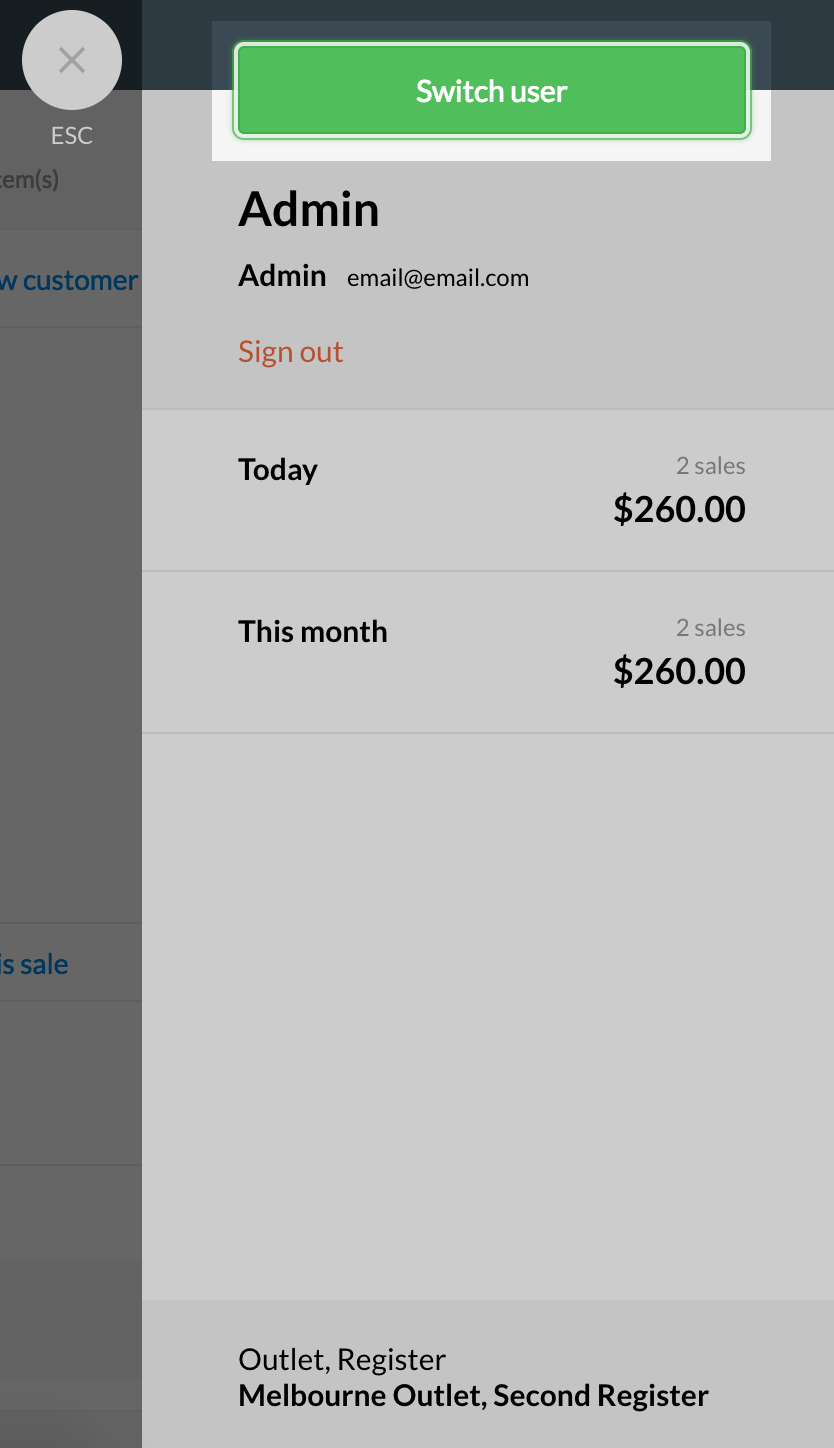 Switch user
ESC
tem(s)
w customer
is sale
Admin
Admin email@email.com
Sign out
Today
2 sales
$260.00
This month
2 sales
$260.00
Outlet, Register
Melbourne Outlet, Second Register